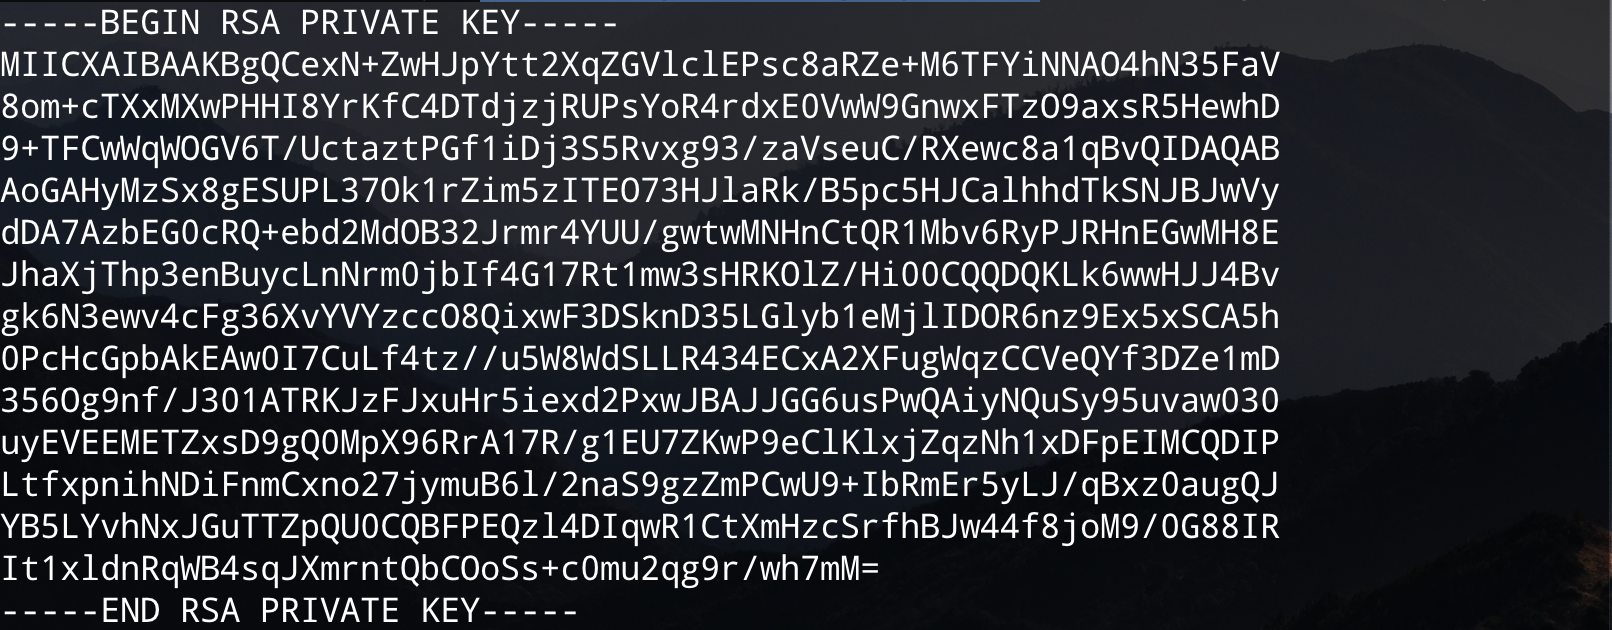 -----BEGIN RSA PRIVATE KEY-----
MIICXAIBAAKBgQCexN+ZwHJpYtt2XqZGVlclEPsc8aRZe+M6TFYiNNAO4hN35FaV
8om+cTXxMXwPHHI8YrKfC4DTdjzjRUPsYoR4rdxE0VwW9GnwxFTzO9axsR5HewhD
9+TFCwWqWOGV6T/UctaztPGf1iDj3S5Rvxg93/zaVseuC/RXewc8a1qBvQIDAQAB
AoGAHyMzSx8gESUPL37Ok1rZim5zITEO73HJlaRk/B5pc5HJCalhhdTkSNJBJwVy
dDA7AzbEG0cRQ+ebd2MdOB32Jrmr4YUU/gwtwMNHnCtQR1Mbv6RyPJRHnEGwMH8E
JhaXjThp3enBuycLnNrm0jbIf4G17Rt1mw3sHRKOlZ/Hi00CQQDQKLk6wwHJJ4Bv
gk6N3ewv4cFg36XvYVYzccO8QixwF3DSknD35LGlyb1eMjlIDOR6nz9Ex5xSCA5h
0PcHcGpbAkEAw0I7CuLf4tz//u5W8WdSLLR434ECxA2XFugWqzCCVeQYf3DZe1mD
356Og9nf/J301ATRKJzFJxuHr5iexd2PxwJBAJJGG6usPwQAiyNQuSy95uvaw030
uyEVEEMETZxsD9gQ0MpX96RrA17R/g1EU7ZKwP9eClKlxjZqzNh1xDFpEIMCQDIP
LtfxpnihNDiFnmCxno27jymuB6l/2naS9gzZmPCwU9+IbRmEr5yLJ/qBxz0augQJ
YB5LYvhNxJGuTTZpQU0CQBFPEQzl4DIqwR1CtXmHzcSrfhBJw44f8joM9/0G88IR
It1xldnRqWB4sqJXmrntQbCOoSs+c0mu2qg9r/wh7mM=
-----END RSA PRIVATE KEY-----